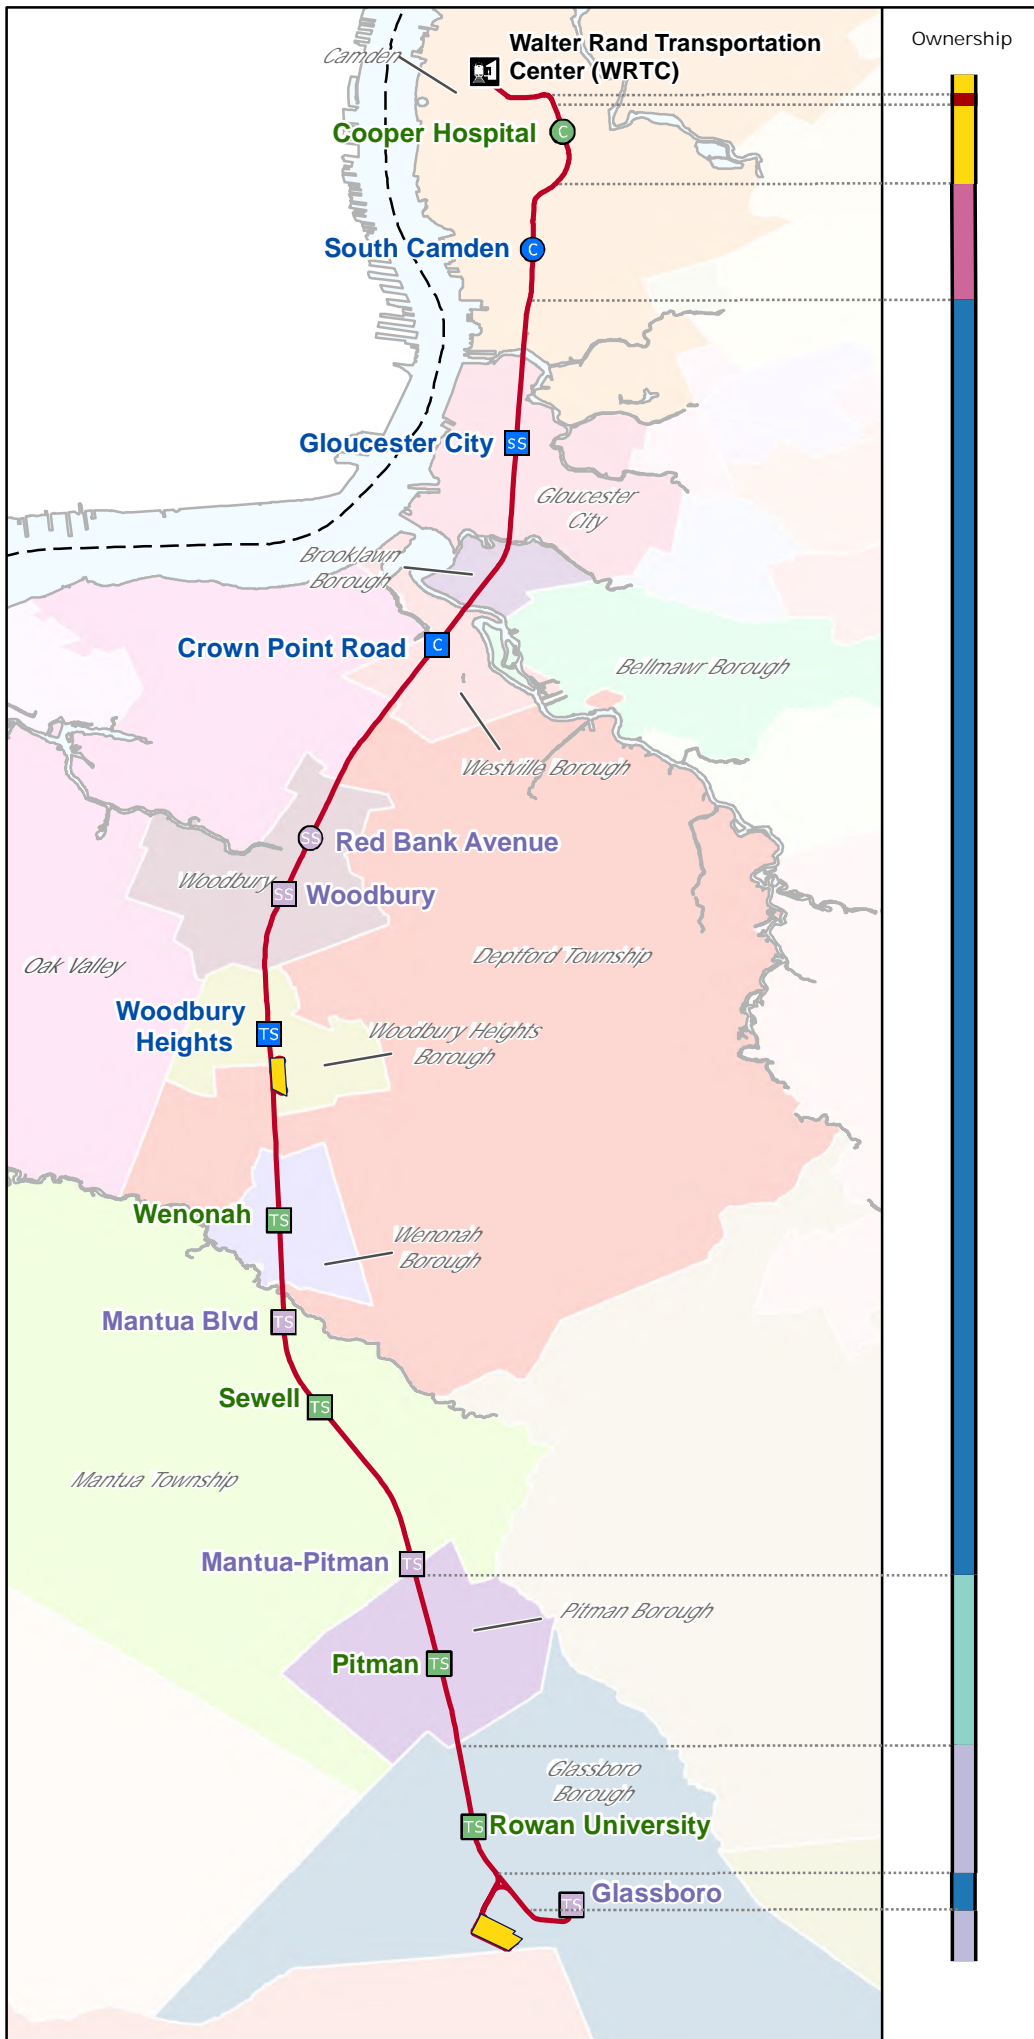 Ownership
Camden
Walter Rand Transportation
Center (WRTC)
Cooper Hospital
C
South Camden
C
Gloucester City
SS
Gloucester
City
Brooklawn
Borough
Crown Point Road
C
Bellmawr Borough
Westville Borough
SS
Red Bank Avenue
Woodbury
SS
Woodbury
Oak Valley
Deptford Township
Woodbury
Heights
TS
Woodbury Heights
Borough
Wenonah
TS
Wenonah
Borough
Mantua Blvd
TS
Sewell
TS
Mantua Township
Mantua-Pitman
TS
Pitman Borough
Pitman
TS
Glassboro
Borough
TS
Rowan University
Glassboro
TS